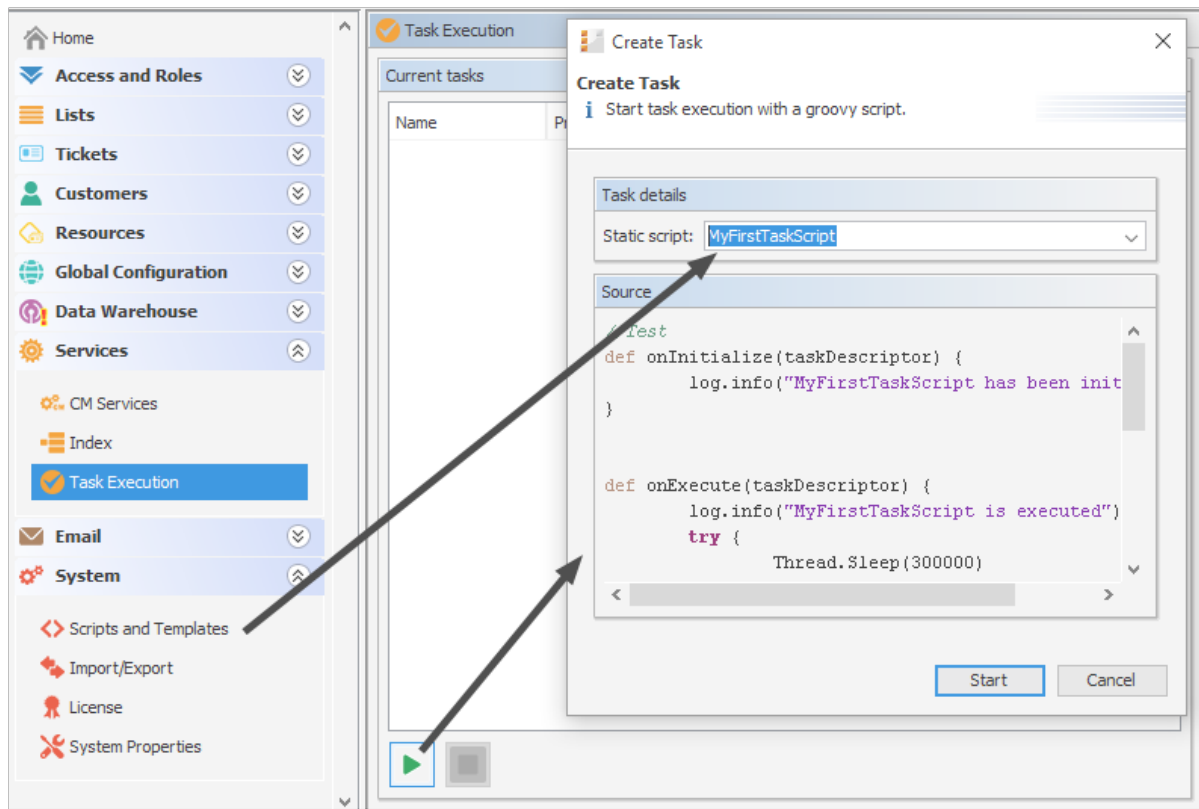 Home
Access and Roles
Lists
Tickets
Customers
Resources
Global Configuration
Data Warehouse
Services
CM Services
Index
Task Execution
Email
System
Scripts and Templates
Import/Export
License
System Properties
Task Execution
Current tasks
Name
Create Task
Create Task
Start task execution with a groovy script.
Task details
Static script: MyFirstTaskScript
Source
/ Test
def onInitialize(taskDescriptor) {
log.info("MyFirstTaskScript has been init
}
def onExecute(taskDescriptor) {
log.info("MyFirstTaskScript is executed")
try {
Thread.Sleep(300000)
Start Cancel